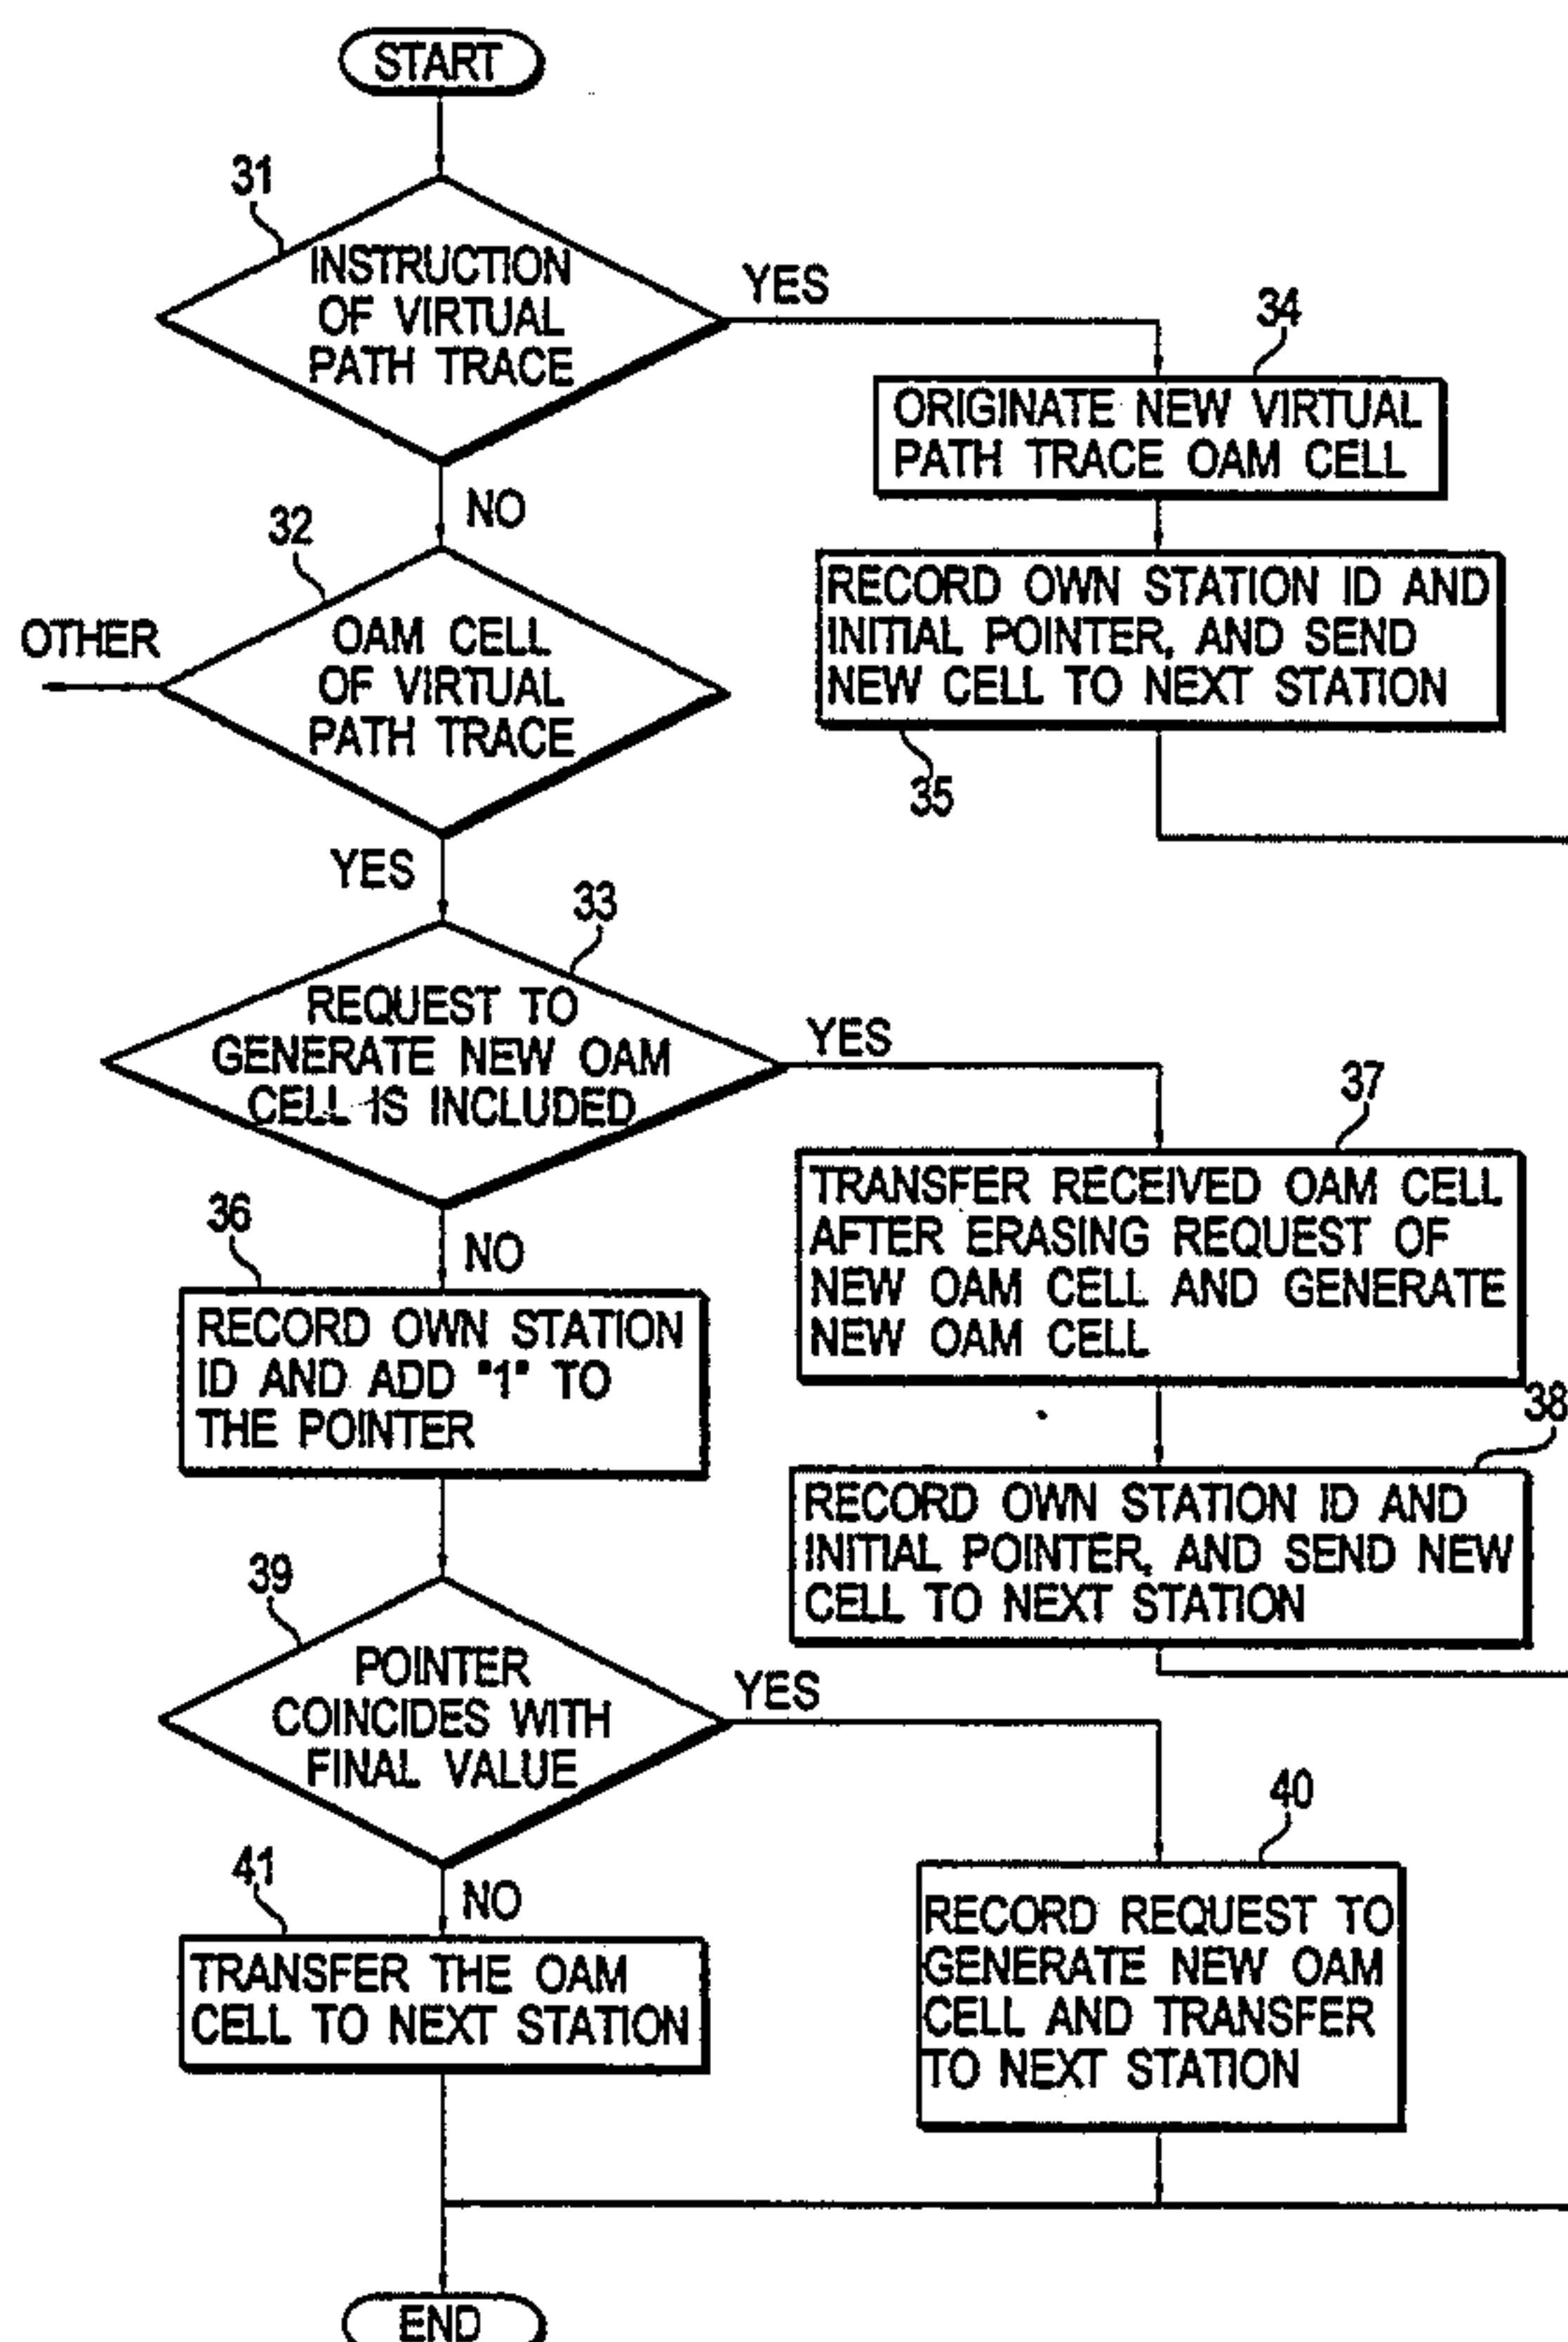 START
31
INSTRUCTION
OF VIRTUAL
PATH TRACE
YES
NO
34
ORIGINATE NEW VIRTUAL
PATH TRACE OAM CELL
32
OTHER
OAM CELL
OF VIRTUAL
PATH TRACE
YES
RECORD OWN STATION ID AND
INITIAL POINTER, AND SEND
NEW CELL TO NEXT STATION
35
33
REQUEST TO
GENERATE NEW OAM
CELL IS INCLUDED
YES
NO
37
TRANSFER RECEIVED OAM CELL
AFTER ERASING REQUEST OF
NEW OAM CELL AND GENERATE
NEW OAM CELL
36
RECORD OWN STATION
ID AND ADD "1" TO
THE POINTER
38
RECORD OWN STATION ID AND
INITIAL POINTER, AND SEND NEW
CELL TO NEXT STATION
39
POINTER
COINCIDES WITH
FINAL VALUE
YES
NO
40
RECORD REQUEST TO
GENERATE NEW OAM
CELL AND TRANSFER
TO NEXT STATION
41
TRANSFER THE OAM
CELL TO NEXT STATION
END